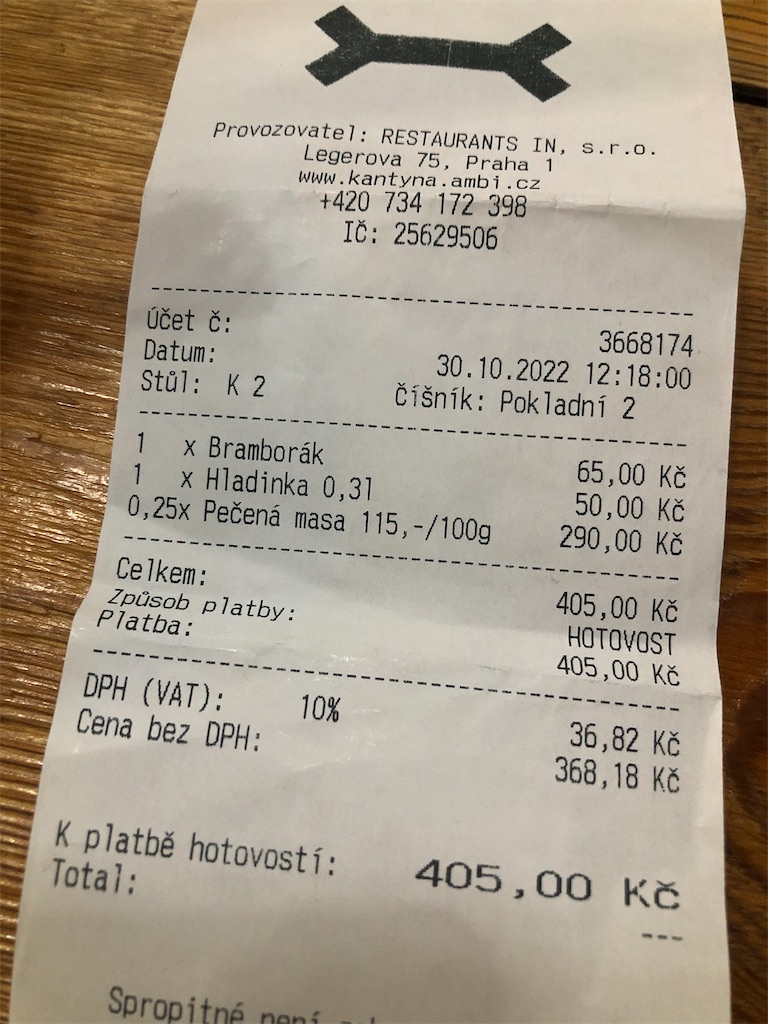 Provozovatel: RESTAURANTS IN, s.r.o.
Legerova 75, Praha 1
www.kantyna.ambi.cz
+420 734 172 398
IČ: 25629506
Účet č: 3668174
Datum: 30.10.2022 12:18:00
Stůl: K 2 Číšník: Pokladní 2
1 x Bramborák 65,00 Kč
1 x Hladinka 0,3l 50,00 Kč
0,25x Pečená masa 115,-/100g 290,00 Kč
Celkem: 405,00 Kč
Způsob platby: HOTOVOST
Platba: 405,00 Kč
DPH (VAT): 10% 36,82 Kč
Cena bez DPH: 368,18 Kč
K platbě hotovostí: 405,00 Kč
Total: ---
Spropitné není